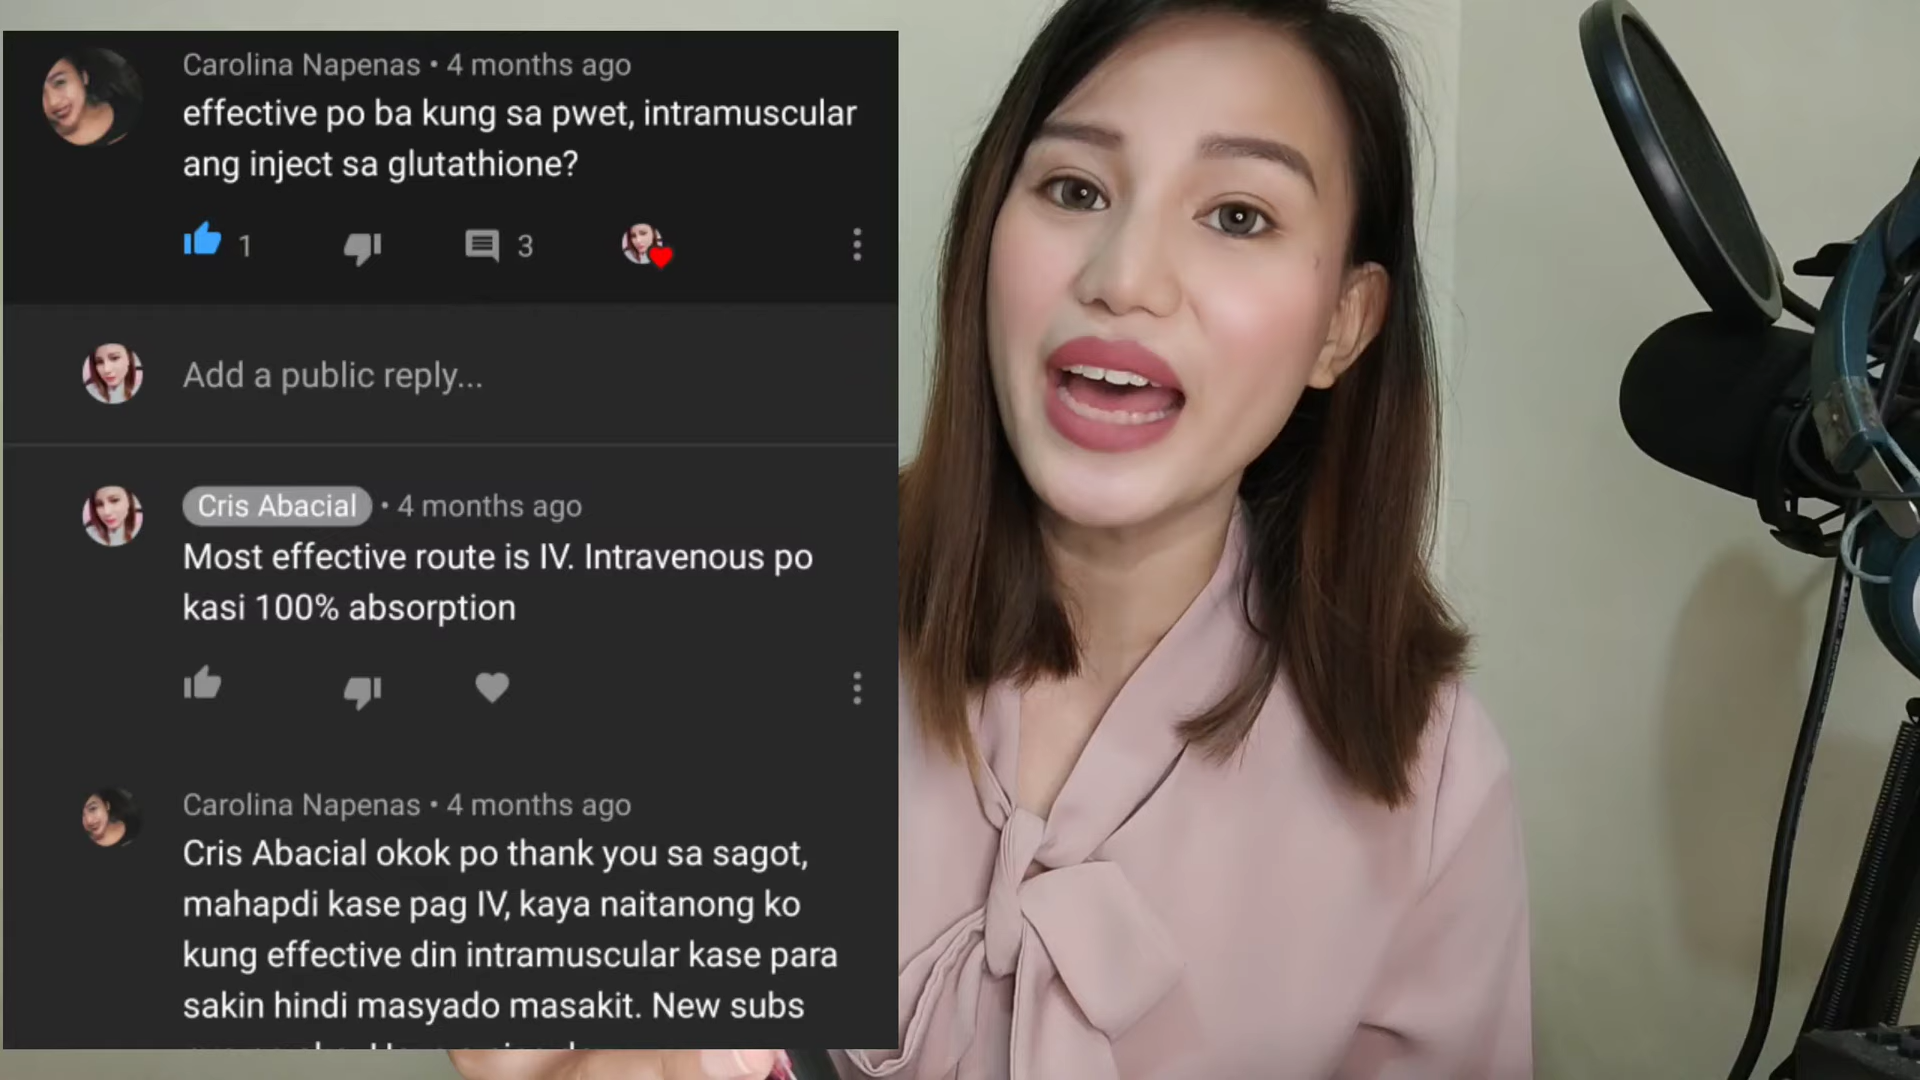 Carolina Napenas • 4 months ago
effective po ba kung sa pwet, intramuscular
ang inject sa glutathione?
1
3
Add a public reply...
Cris Abacial • 4 months ago
Most effective route is IV. Intravenous po
kasi 100% absorption
Carolina Napenas • 4 months ago
Cris Abacial okok po thank you sa sagot,
mahapdi kase pag IV, kaya naitanong ko
kung effective din intramuscular kase para
sakin hindi masyado masakit. New subs